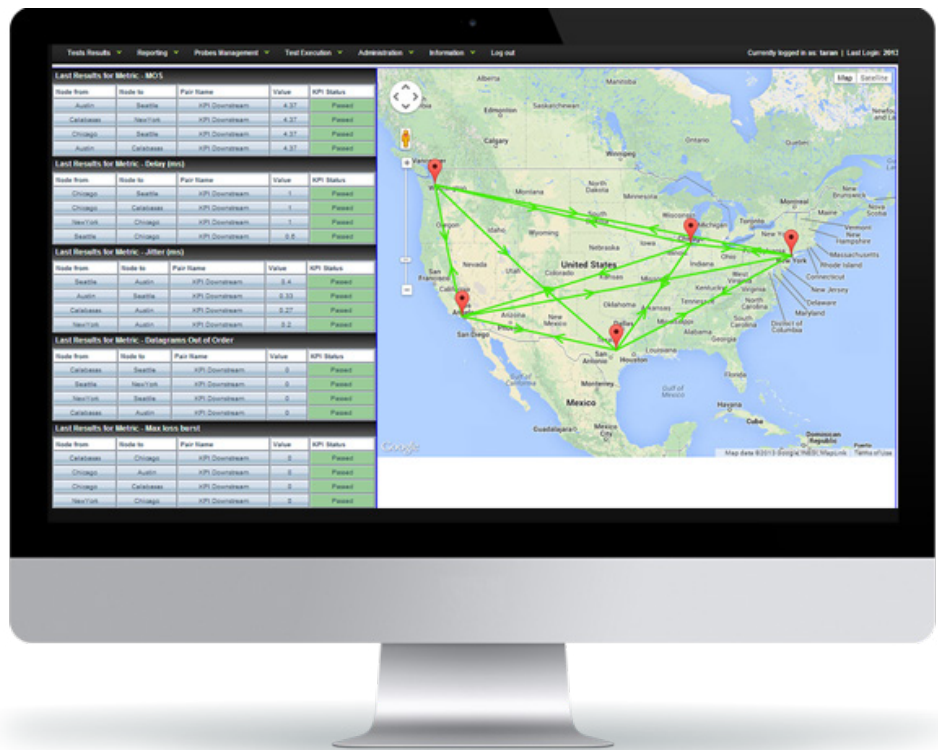 Tests Results Reporting Probes Management Test Execution Administration Information Log out Currently logged in as: taran | Last Login: 2013
Last Results for Metric - MOS
Node from Node to Pair Name Value KPI Status
Austin Seattle KPI Downstream 4.37 Passed
Calabasas NewYork KPI Downstream 4.37 Passed
Chicago Seattle KPI Downstream 4.37 Passed
Austin Calabasas KPI Downstream 4.37 Passed
Last Results for Metric - Delay (ms)
Node from Node to Pair Name Value KPI Status
Chicago Seattle KPI Downstream 1 Passed
Chicago Calabasas KPI Downstream 1 Passed
NewYork Chicago KPI Downstream 1 Passed
Seattle Chicago KPI Downstream 0.5 Passed
Last Results for Metric - Jitter (ms)
Node from Node to Pair Name Value KPI Status
Seattle Austin KPI Downstream 0.4 Passed
Austin Seattle KPI Downstream 0.33 Passed
Calabasas Austin KPI Downstream 0.27 Passed
NewYork Austin KPI Downstream 0.2 Passed
Last Results for Metric - Datagrams Out of Order
Node from Node to Pair Name Value KPI Status
Calabasas Seattle KPI Downstream 0 Passed
Seattle NewYork KPI Downstream 0 Passed
NewYork Seattle KPI Downstream 0 Passed
Calabasas Austin KPI Downstream 0 Passed
Last Results for Metric - Max loss burst
Node from Node to Pair Name Value KPI Status
Calabasas Chicago KPI Downstream 0 Passed
Chicago Austin KPI Downstream 0 Passed
Chicago Calabasas KPI Downstream 0 Passed
NewYork Chicago KPI Downstream 0 Passed
Map Satellite
Alberta
Manitoba
Edmonton
Saskatchewan
Calgary
Ontario
Quebec
Winnipeg
Montana
North
Dakota
Minnesota
Montreal
New
Brunswick
Maine
Nova
Scotia
Oregon
Idaho
Wyoming
Wisconsin
Michigan
Toronto
Vermont
New
Hampshire
Nebraska
Iowa
Massachusetts
Rhode Island
Connecticut
New York
Ohio
Indiana
Nevada
Utah
Colorado
United States
Kansas
West
Virginia
Virginia
New Jersey
Delaware
Maryland
San
Francisco
Kentucky
Oklahoma
Arkansas
Tennessee
North
Carolina
South
Carolina
District of
Columbia
Arizona
New
Mexico
San Diego
Dallas
Mississippi
Alabama
Georgia
San
Antonio
Houston
Louisiana
Florida
Gulf of
California
Monterrey
Gulf of
Mexico
Mexico
Havana
Cuba
Guadalajara
Mexico
City
Dominican
Republic
Puerto
Google
Map data ©2013 Google, INEGI, MapLink Terms of Use